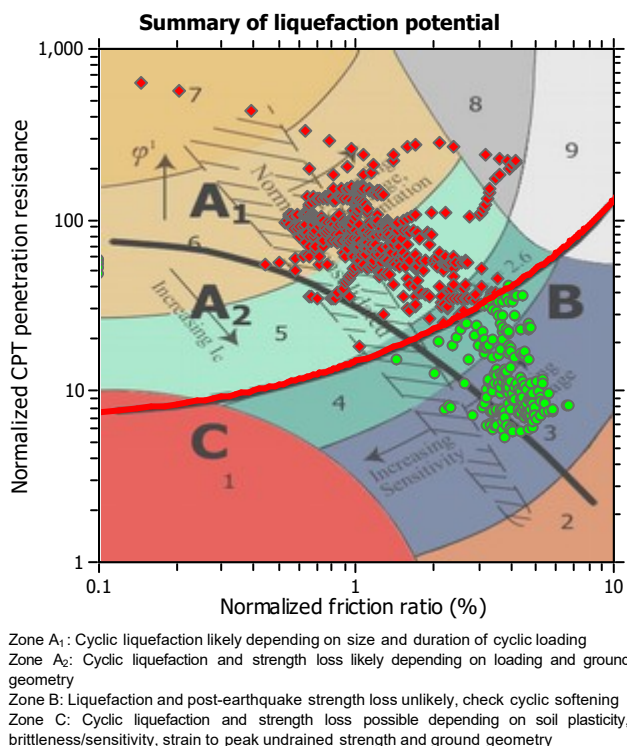 Summary of liquefaction potential
1,000
100
10
1
Normalized CPT penetration resistance
7
8
9
φ'
A₁
6
A₂
Increasing Ic
5
2.6
B
4
3
C
1
Increasing
Sensitivity
2
0.1
1
10
Normalized friction ratio (%)
Zone A₁: Cyclic liquefaction likely depending on size and duration of cyclic loading
Zone A₂: Cyclic liquefaction and strength loss likely depending on loading and ground
geometry
Zone B: Liquefaction and post-earthquake strength loss unlikely, check cyclic softening
Zone C: Cyclic liquefaction and strength loss possible depending on soil plasticity,
brittleness/sensitivity, strain to peak undrained strength and ground geometry